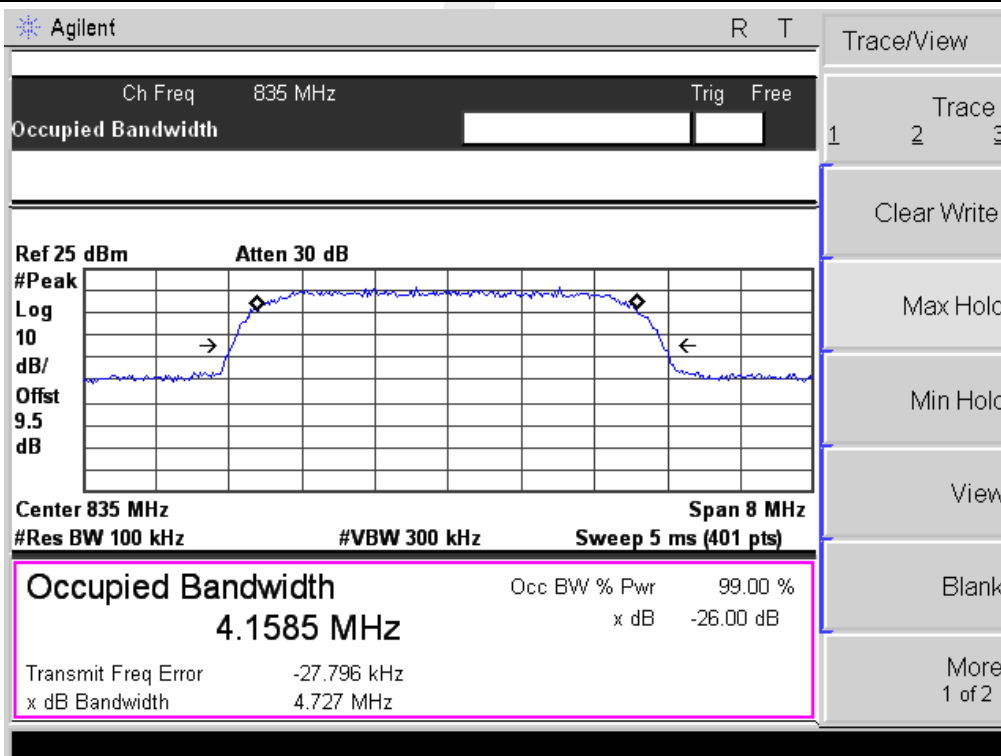 Agilent R T
Trace/View
Ch Freq 835 MHz Trig Free
Occupied Bandwidth
Trace
1 2 3
Clear Write
Max Hold
Min Hold
View
Blank
More
1 of 2
Ref 25 dBm Atten 30 dB
#Peak
Log
10
dB/
Offst
9.5
dB
Center 835 MHz Span 8 MHz
#Res BW 100 kHz #VBW 300 kHz Sweep 5 ms (401 pts)
Occupied Bandwidth Occ BW % Pwr 99.00 %
4.1585 MHz x dB -26.00 dB
Transmit Freq Error -27.796 kHz
x dB Bandwidth 4.727 MHz